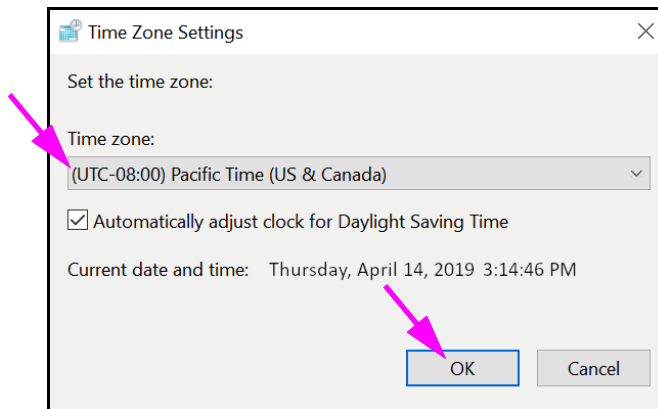 Time Zone Settings
Set the time zone:
Time zone:
(UTC-08:00) Pacific Time (US & Canada)
Automatically adjust clock for Daylight Saving Time
Current date and time: Thursday, April 14, 2019 3:14:46 PM
OK Cancel